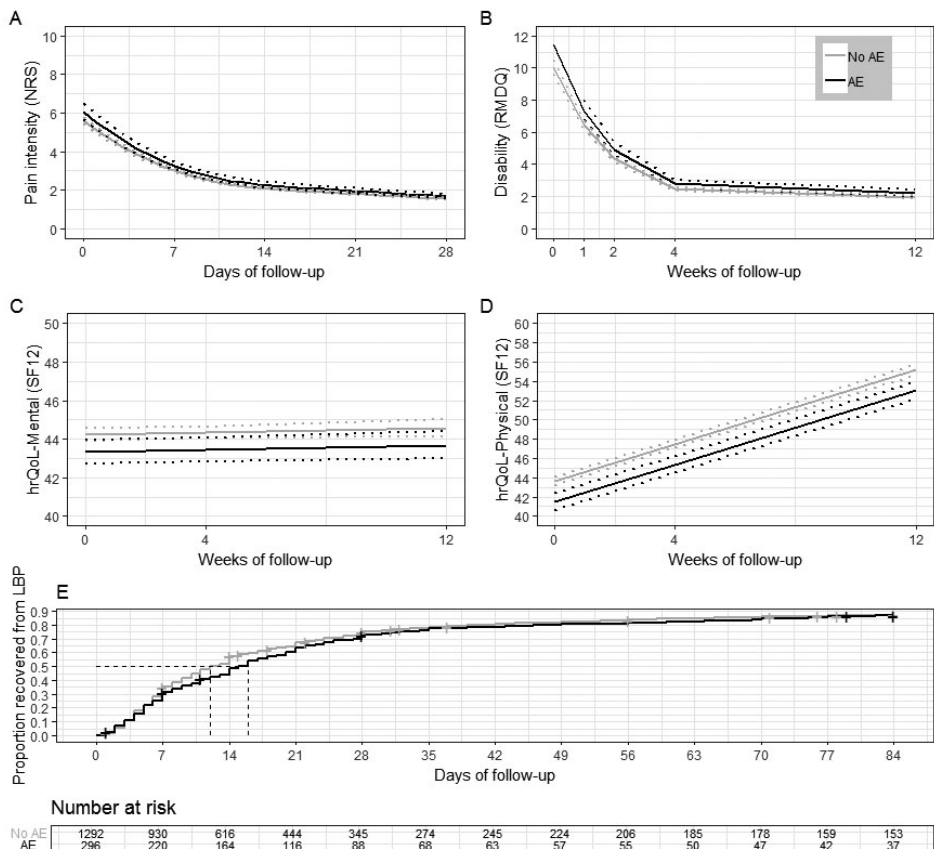 A
Pain intensity (NRS)
10
8
6
4
2
0
0 7 14 21 28
Days of follow-up
B
Disability (RMDQ)
12
10
8
6
4
2
0
No AE
AE
0 1 2 4 12
Weeks of follow-up
C
hrQoL-Mental (SF12)
50
48
46
44
42
40
0 4 12
Weeks of follow-up
D
hrQoL-Physical (SF12)
60
58
56
54
52
50
48
46
44
42
40
0 4 12
Weeks of follow-up
E
Proportion recovered from LBP
0.9
0.8
0.7
0.6
0.5
0.4
0.3
0.2
0.1
0.0
0 7 14 21 28 35 42 49 56 63 70 77 84
Days of follow-up
Number at risk
No AE 1292 930 616 444 345 274 245 224 206 185 178 159 153
AE 296 220 164 116 88 68 63 57 55 50 47 42 37